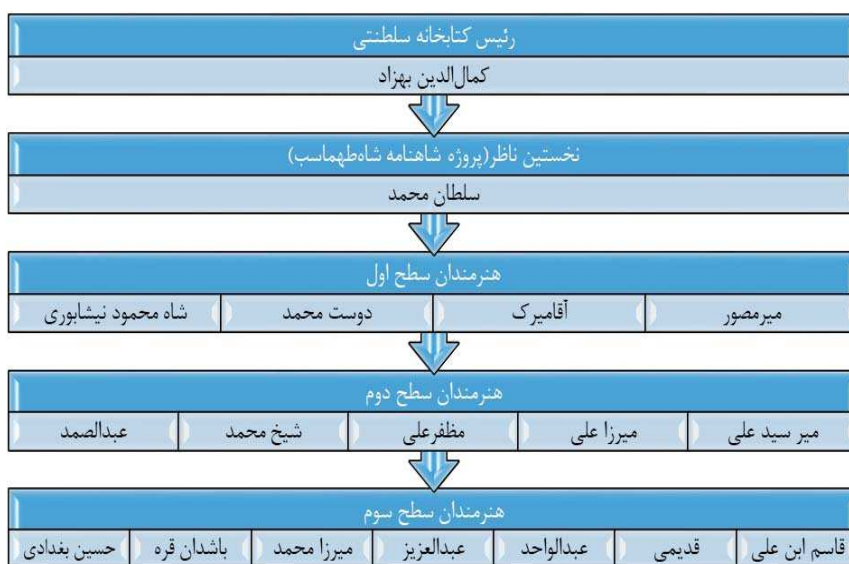 رئیس کتابخانه سلطنتی
کمال‌الدین بهزاد
نخستین ناظر(پروژه شاهنامه شاه‌طهماسب)
سلطان محمد
هنرمندان سطح اول
میرمصور آقامیرک دوست محمد شاه محمود نیشابوری
هنرمندان سطح دوم
میر سید علی میرزا علی مظفرعلی شیخ محمد عبدالصمد
هنرمندان سطح سوم
قاسم ابن علی قدیمی عبدالواحد عبدالعزیز میرزا محمد باشدان قره حسین بغدادی